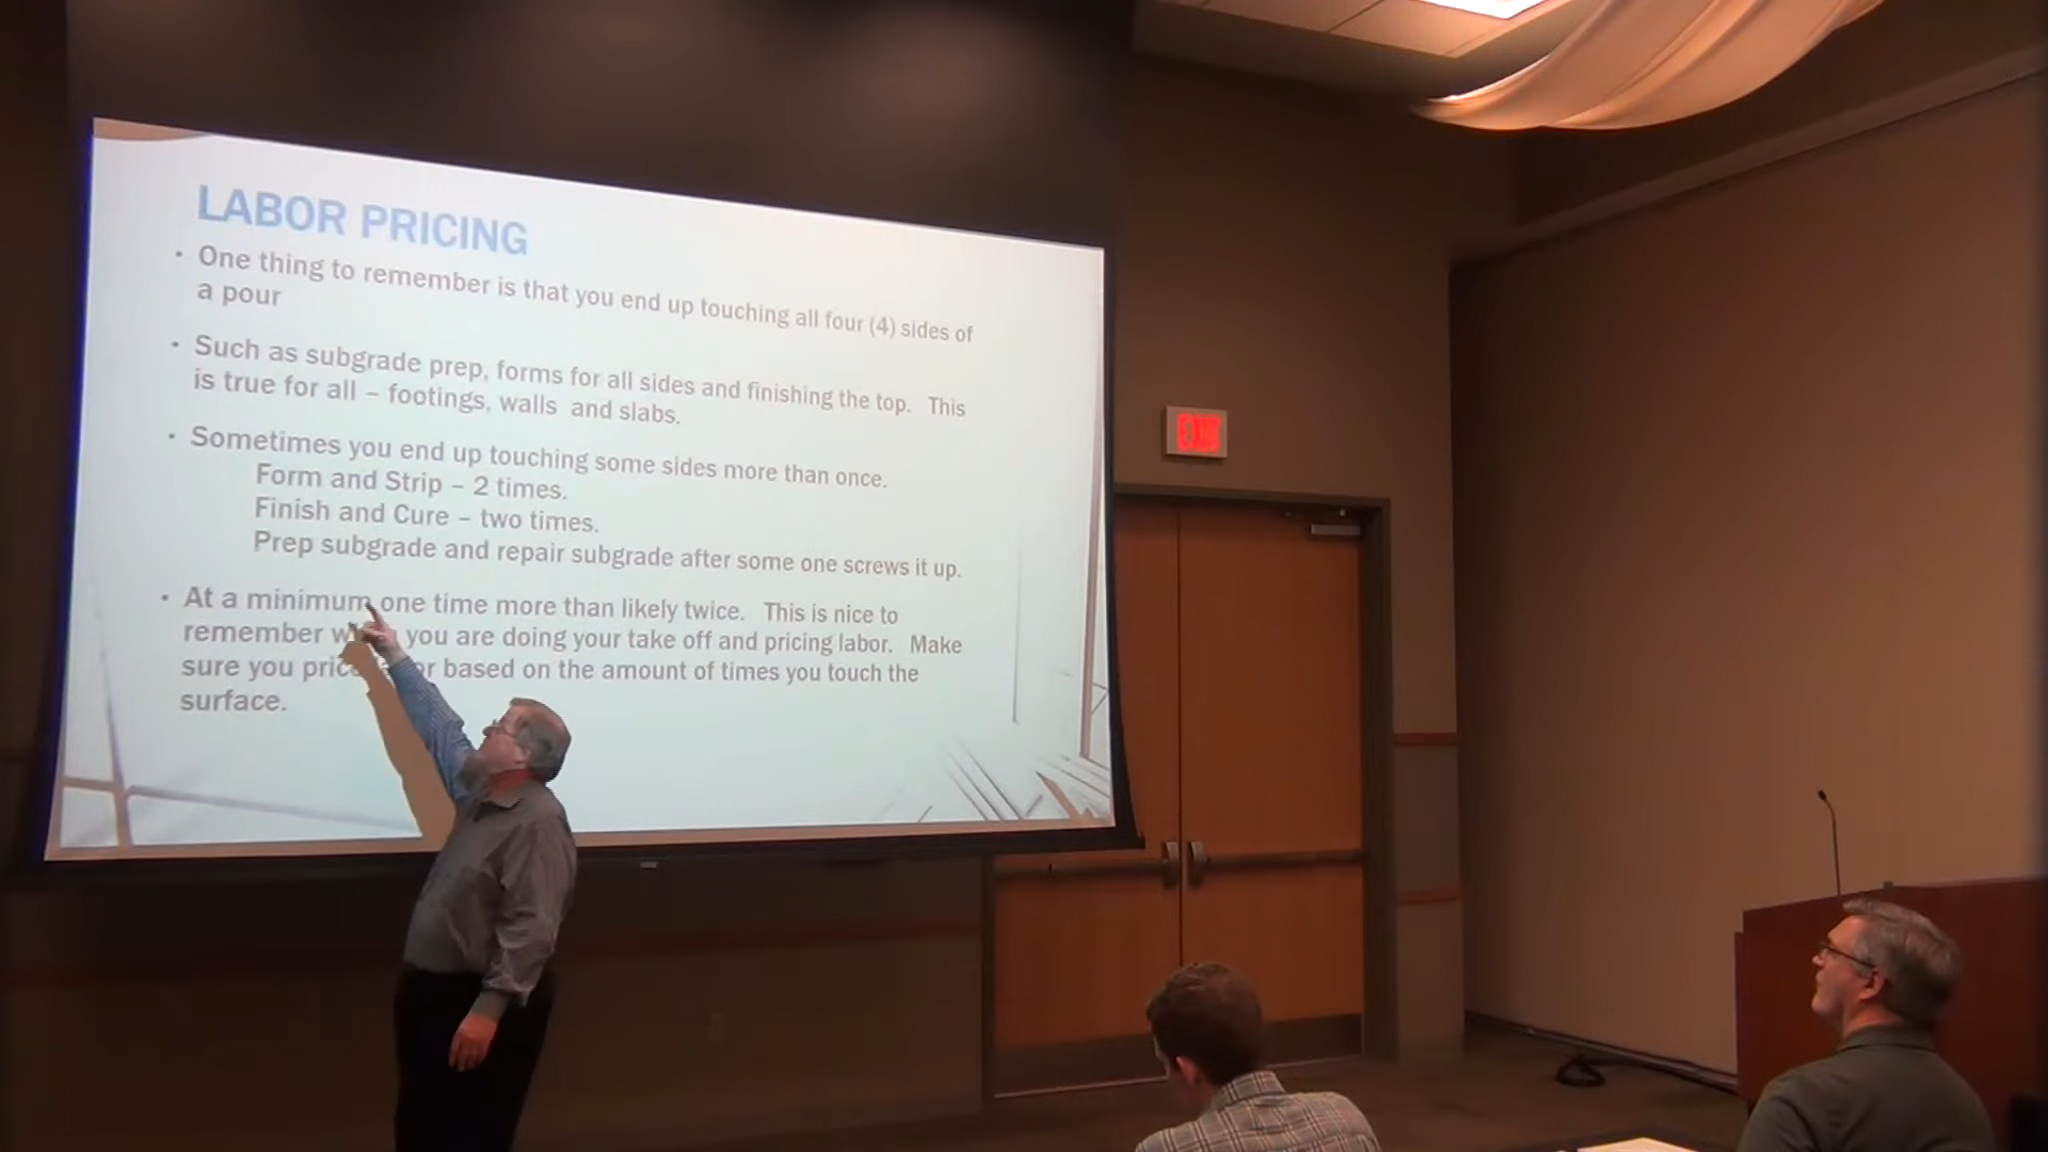 LABOR PRICING
• One thing to remember is that you end up touching all four (4) sides of
a pour
• Such as subgrade prep, forms for all sides and finishing the top. This
is true for all – footings, walls and slabs.
• Sometimes you end up touching some sides more than once.
Form and Strip – 2 times.
Finish and Cure – two times.
Prep subgrade and repair subgrade after some one screws it up.
• At a minimum one time more than likely twice. This is nice to
remember you are doing your take off and pricing labor. Make
sure you based on the amount of times you touch the
surface.
EXIT